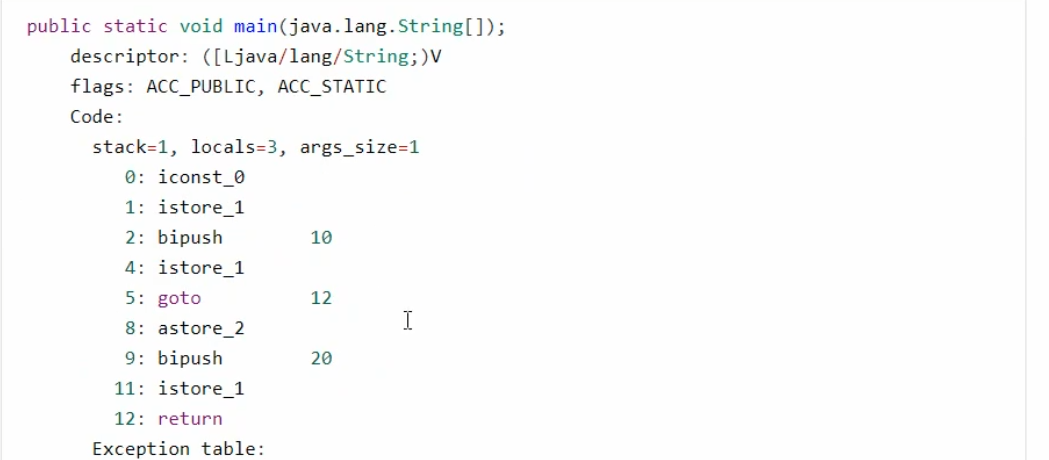 public static void main(java.lang.String[]);
descriptor: ([Ljava/lang/String;)V
flags: ACC_PUBLIC, ACC_STATIC
Code:
stack=1, locals=3, args_size=1
0: iconst_0
1: istore_1
2: bipush 10
4: istore_1
5: goto 12
8: astore_2
9: bipush 20
11: istore_1
12: return
Exception table: